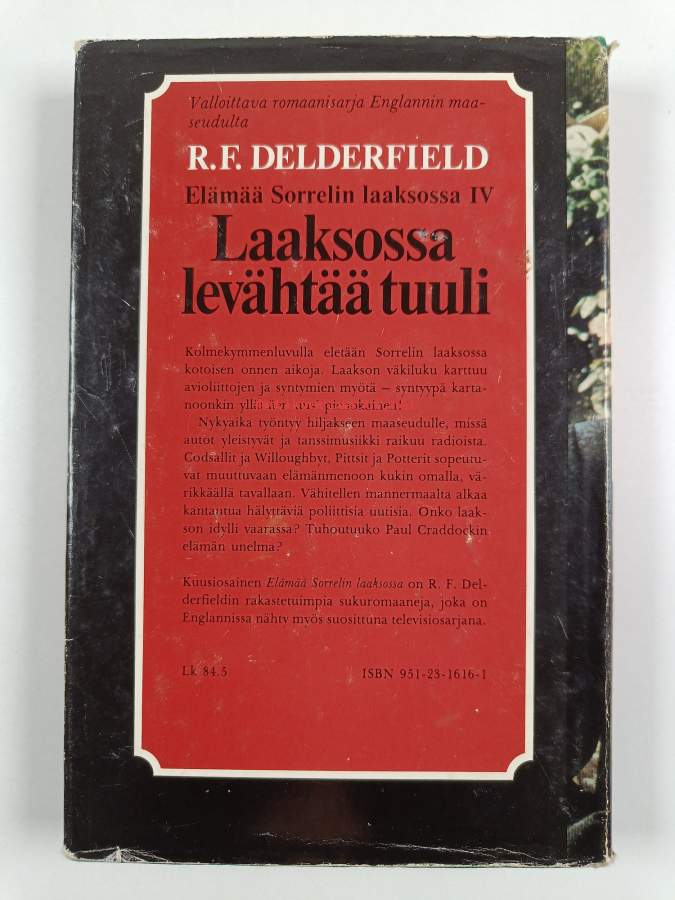 Valloittava romaanisarja Englannin maa-
seudulta
R.F. DELDERFIELD
Elämää Sorrelin laaksossa IV
Laaksossa
levähtää tuuli
Kolmekymmenluvulla eletään Sorrelin laaksossa
kotoisen onnen aikoja. Laakson väkiluku karttuu
avioliittojen ja syntymien myötä – syntyypä karta-
noonkin
Nykyaika työntyy hiljakseen maaseudulle, missä
autot yleistyvät ja tanssimusiikki raikuu radioista.
Codsallit ja Willoughbyt, Pittsit ja Potterit sopeutu-
vat muuttuvaan elämänmenoon kukin omalla, vä-
rikkäällä tavallaan. Vähitellen mannermaalta alkaa
kantautua hälyttäviä poliittisia uutisia. Onko laak-
son idylli vaarassa? Tuhoutuuko Paul Craddockin
elämän unelma?
Kuusiosainen Elämää Sorrelin laaksossa on R. F. Del-
derfieldin rakastetuimpia sukuromaaneja, joka on
Englannissa nähty myös suosittuna televisiosarjana.
Lk 84.5
ISBN 951-23-1616-1